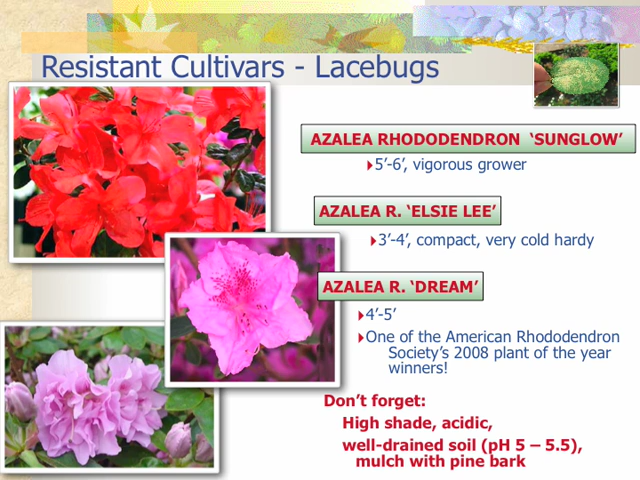 Resistant Cultivars - Lacebugs
AZALEA RHODODENDRON ‘SUNGLOW’
5’-6’, vigorous grower
AZALEA R. ‘ELSIE LEE’
3’-4’, compact, very cold hardy
AZALEA R. ‘DREAM’
4’-5’
One of the American Rhododendron
Society’s 2008 plant of the year
winners!
Don’t forget:
High shade, acidic,
well-drained soil (pH 5 – 5.5),
mulch with pine bark